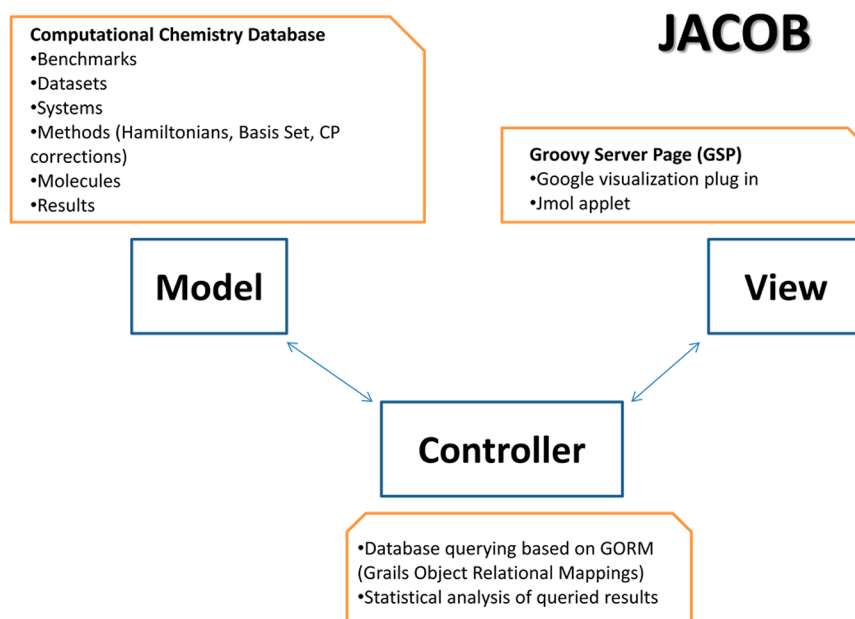 JACOB
Computational Chemistry Database
•Benchmarks
•Datasets
•Systems
•Methods (Hamiltonians, Basis Set, CP
corrections)
•Molecules
•Results
Groovy Server Page (GSP)
•Google visualization plug in
•Jmol applet
Model
View
Controller
•Database querying based on GORM
(Grails Object Relational Mappings)
•Statistical analysis of queried results